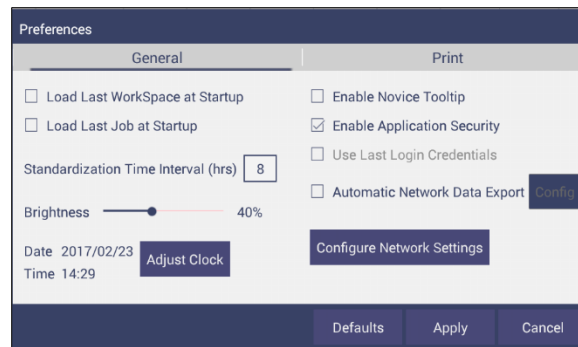 Preferences
General
Print
Load Last WorkSpace at Startup
Load Last Job at Startup
Standardization Time Interval (hrs) 8
Brightness 40%
Date 2017/02/23
Time 14:29
Adjust Clock
Enable Novice Tooltip
Enable Application Security
Use Last Login Credentials
Automatic Network Data Export Config
Configure Network Settings
Defaults Apply Cancel